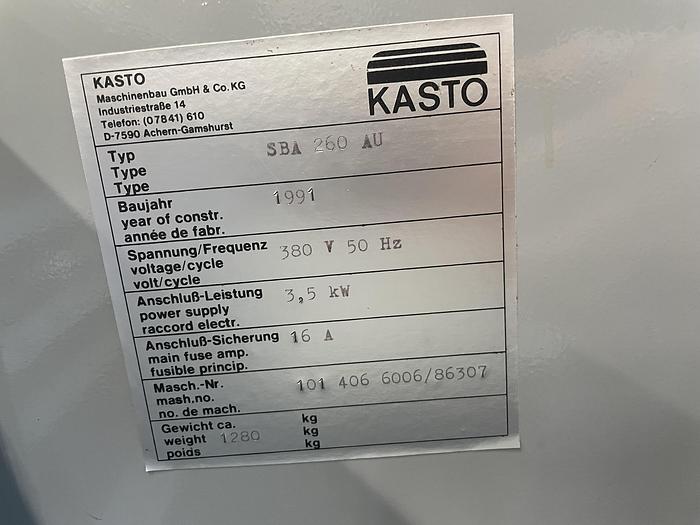 KASTO
Maschinenbau GmbH & Co. KG
Industriestraße 14
Telefon: (07841) 610
D-7590 Achern-Gamshurst
KASTO
Typ
Type
Type
SBA 260 AU
Baujahr
year of constr.
année de fabr.
1991
Spannung/Frequenz
voltage/cycle
volt/cycle
380 V 50 Hz
Anschluß-Leistung
power supply
raccord electr.
3,5 kW
Anschluß-Sicherung
main fuse amp.
fusible princip.
16 A
Masch.-Nr.
mash.no.
no. de mach.
101 406 6006/86307
Gewicht ca. kg
weight 1280 kg
poids kg